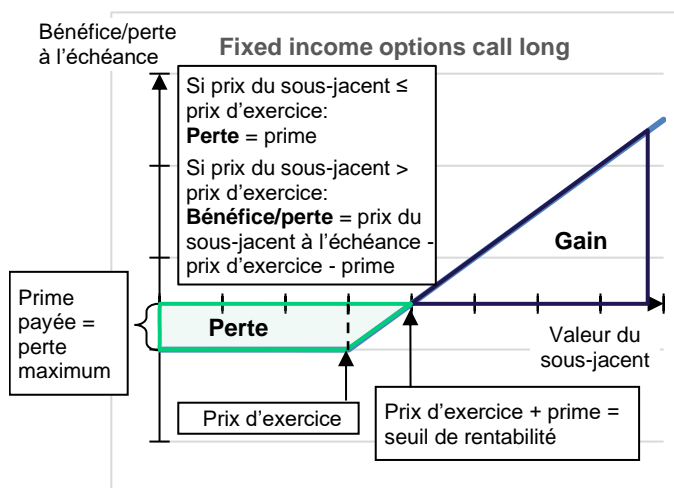 Bénéfice/perte
à l’échéance
Fixed income options call long
Si prix du sous-jacent ≤
prix d’exercice:
Perte = prime
Si prix du sous-jacent >
prix d’exercice:
Bénéfice/perte = prix du
sous-jacent à l’échéance -
prix d’exercice - prime
Gain
Prime
payée =
perte
maximum
Perte
Valeur du
sous-jacent
Prix d’exercice
Prix d’exercice + prime =
seuil de rentabilité